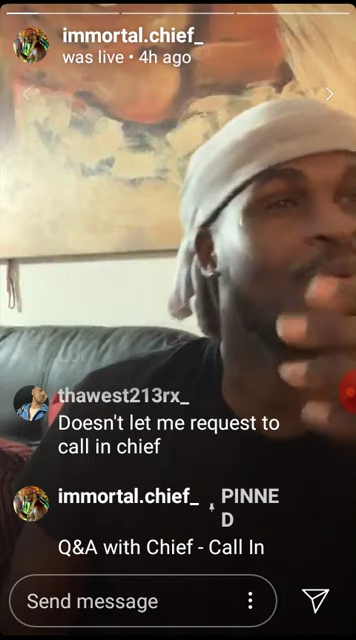 immortal.chief_
was live • 4h ago
thawest213rx_
Doesn't let me request to
call in chief
immortal.chief_ PINNE
D
Q&A with Chief - Call In
Send message